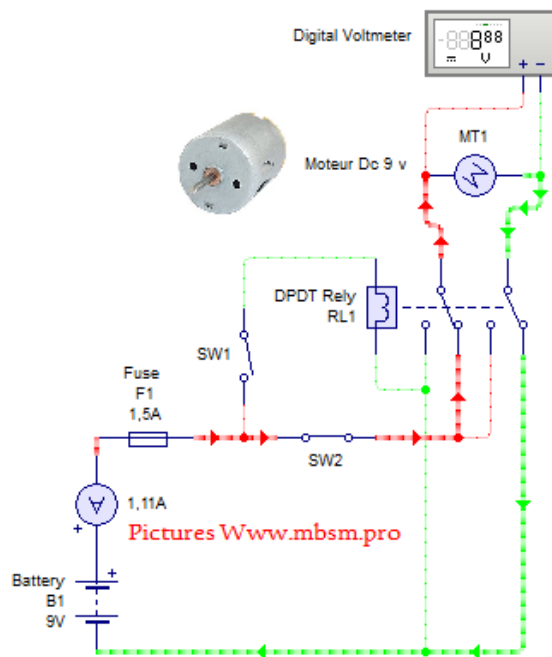 Digital Voltmeter
-888888
V
+ −
MT1
Moteur Dc 9 v
DPDT Rely
RL1
SW1
Fuse
F1
1,5A
SW2
A
1,11A
+
Pictures Www.mbsm.pro
+
Battery
B1
9V